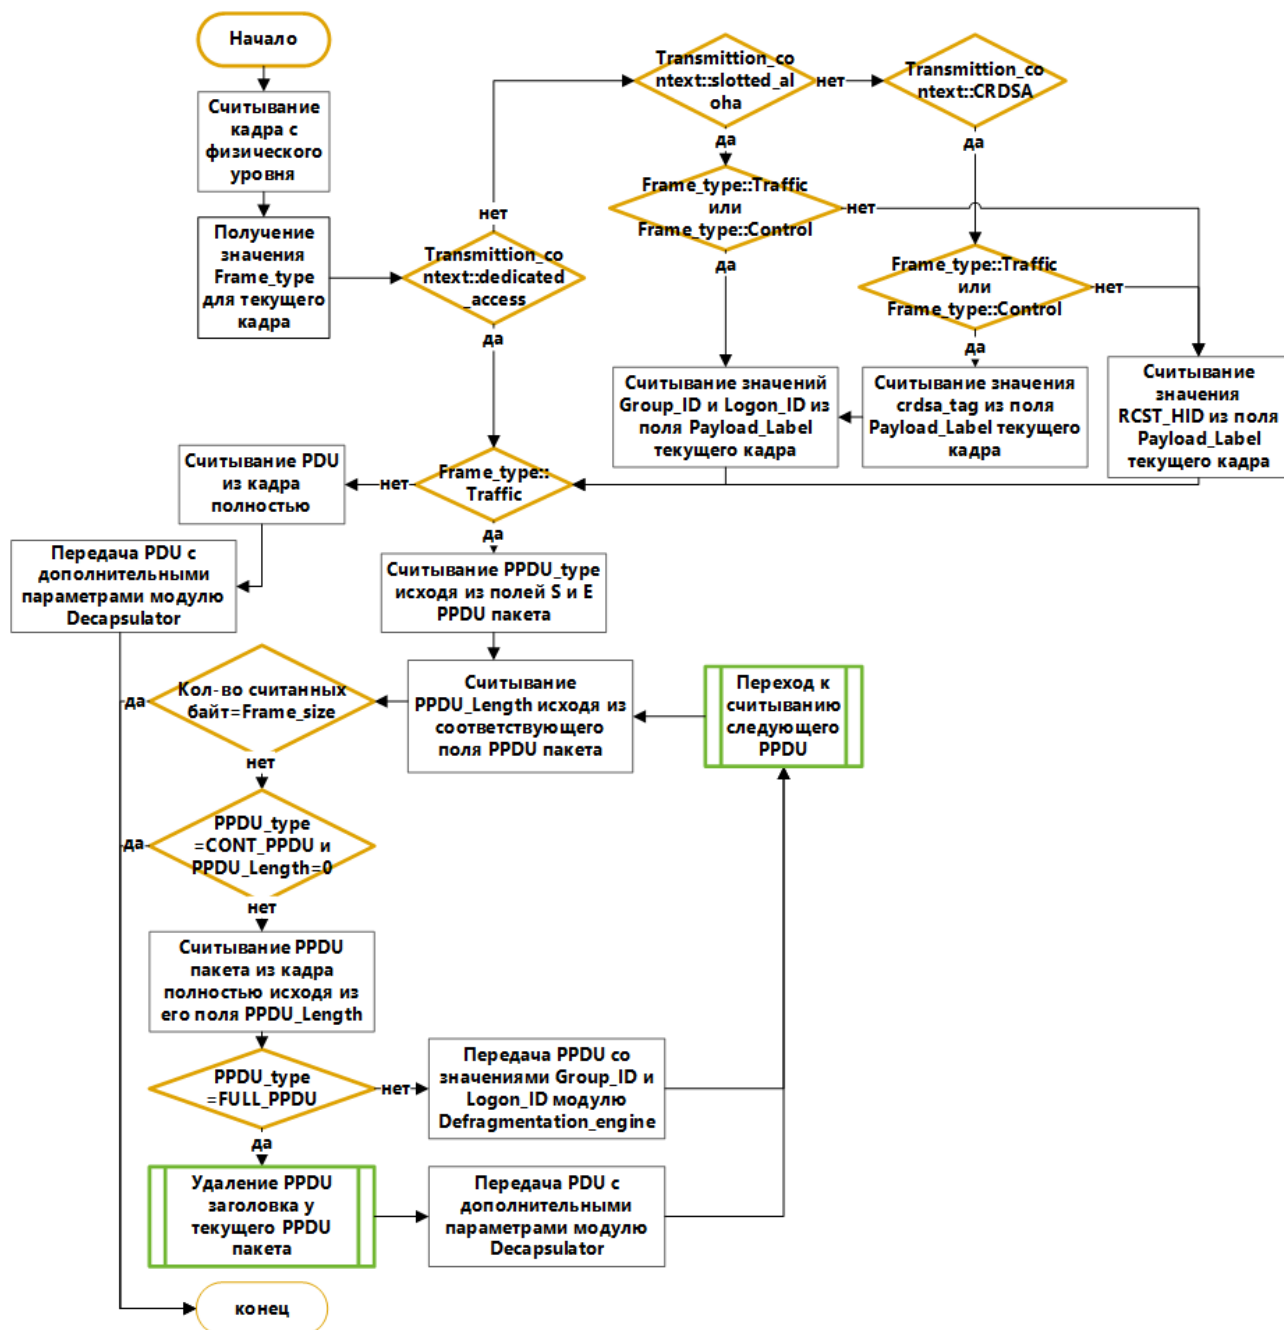 Начало
Считывание
кадра с
физического
уровня
Получение
значения
Frame_type
для текущего
кадра
Transmittion_co
ntext::dedicated
_access
нет
да
Transmittion_co
ntext::slotted_al
oha
нет
да
Transmittion_co
ntext::CRDSA
да
Frame_type::Traffic
или
Frame_type::Control
нет
да
Frame_type::Traffic
или
Frame_type::Control
нет
да
Считывание значений
Group_ID и Logon_ID из
поля Payload_Label
текущего кадра
Считывание значения
crdsa_tag из поля
Payload_Label текущего
кадра
Считывание
значения
RCST_HID из поля
Payload_Label
текущего кадра
Frame_type::
Traffic
нет
да
Считывание PDU
из кадра
полностью
Передача PDU с
дополнительными
параметрами модулю
Decapsulator
Считывание PPDU_type
исходя из полей S и E
PPDU пакета
Считывание
PPDU_Length исходя из
соответствующего
поля PPDU пакета
Переход к
считыванию
следующего
PPDU
Кол-во считанных
байт=Frame_size
да
нет
PPDU_type
=CONT_PPDU и
PPDU_Length=0
да
нет
Считывание PPDU
пакета из кадра
полностью исходя из
его поля PPDU_Length
PPDU_type
=FULL_PPDU
нет
да
Передача PPDU со
значениями Group_ID и
Logon_ID модулю
Defragmentation_engine
Удаление PPDU
заголовка у
текущего PPDU
пакета
Передача PDU с
дополнительными
параметрами модулю
Decapsulator
конец